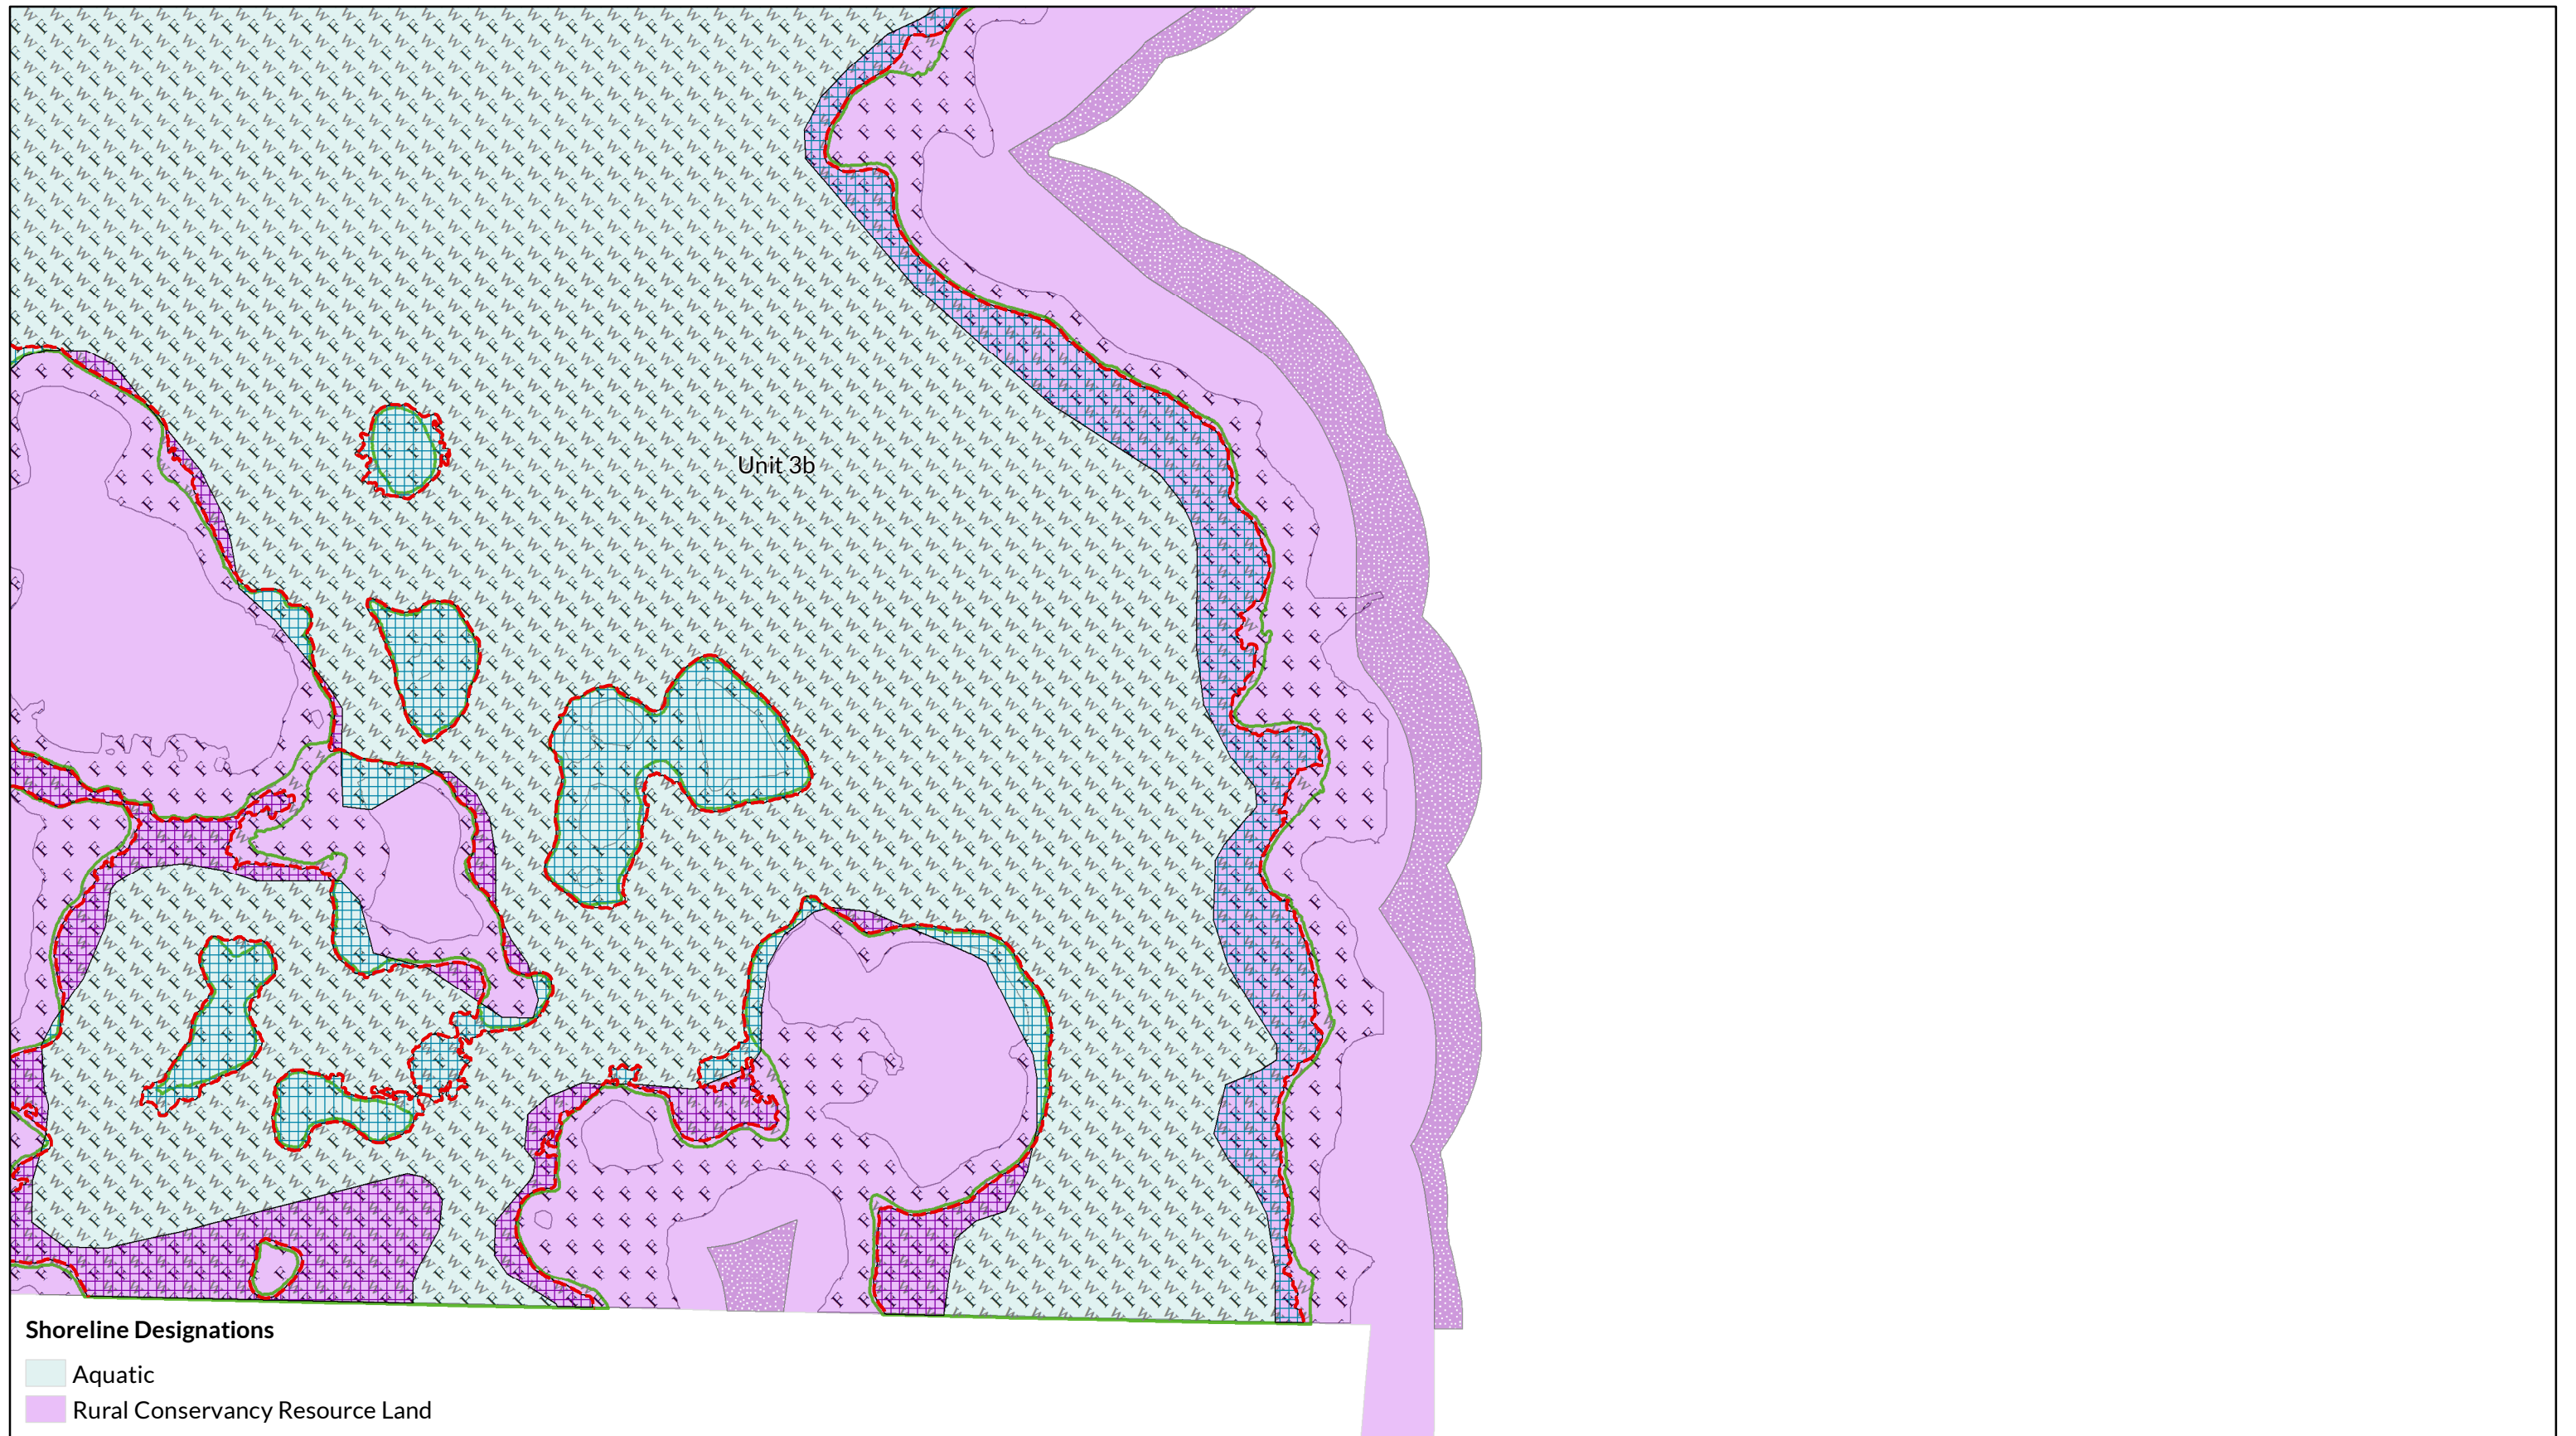 Unit 3b
Shoreline Designations
Aquatic
Rural Conservancy Resource Land